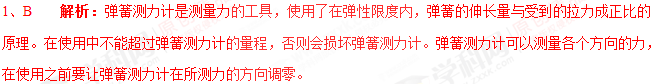 1、B 解析：弹簧测力计是测量力的工具，使用了在弹性限度内，弹簧的伸长量与受到的拉力成正比的
原理。在使用中不能超过弹簧测力计的量程，否则会损坏弹簧测力计。弹簧测力计可以测量各个方向的力，
在使用之前要让弹簧测力计在所测力的方向调零。